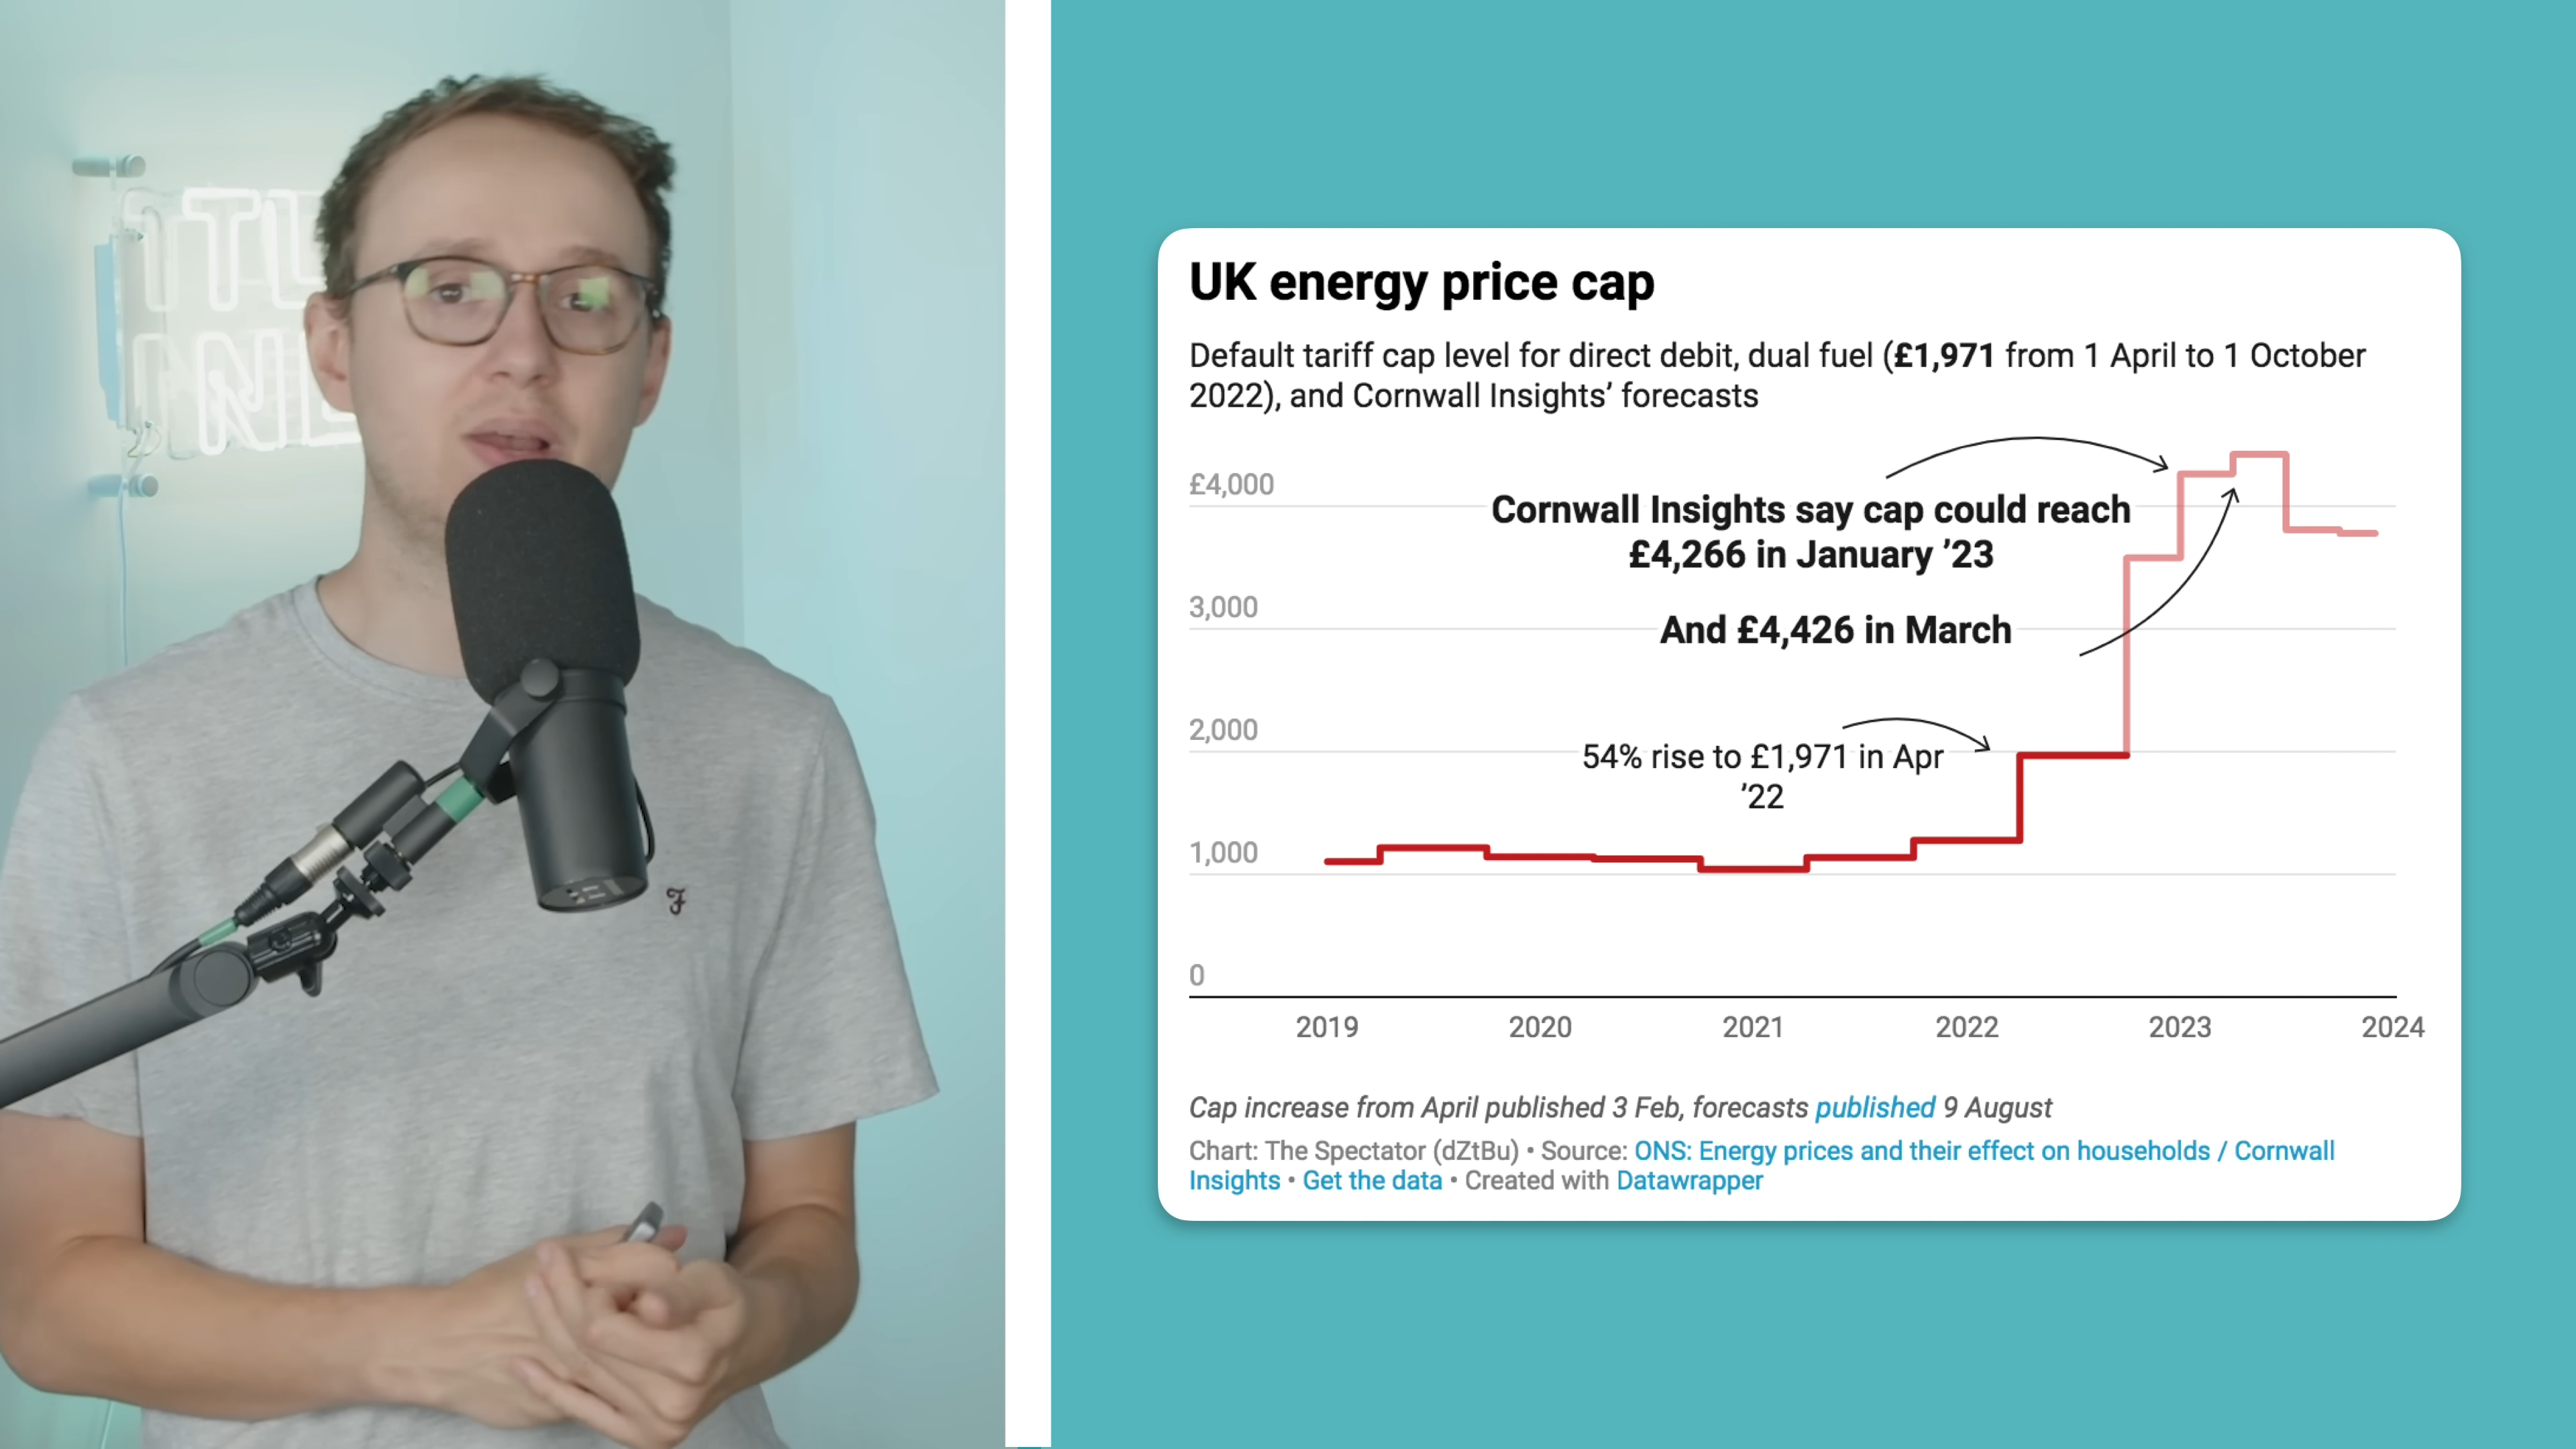 TL
NE
UK energy price cap
Default tariff cap level for direct debit, dual fuel (£1,971 from 1 April to 1 October
2022), and Cornwall Insights’ forecasts
£4,000
Cornwall Insights say cap could reach
£4,266 in January ’23
3,000
And £4,426 in March
2,000
54% rise to £1,971 in Apr
’22
1,000
0
2019 2020 2021 2022 2023 2024
Cap increase from April published 3 Feb, forecasts published 9 August
Chart: The Spectator (dZtBu) • Source: ONS: Energy prices and their effect on households / Cornwall
Insights • Get the data • Created with Datawrapper